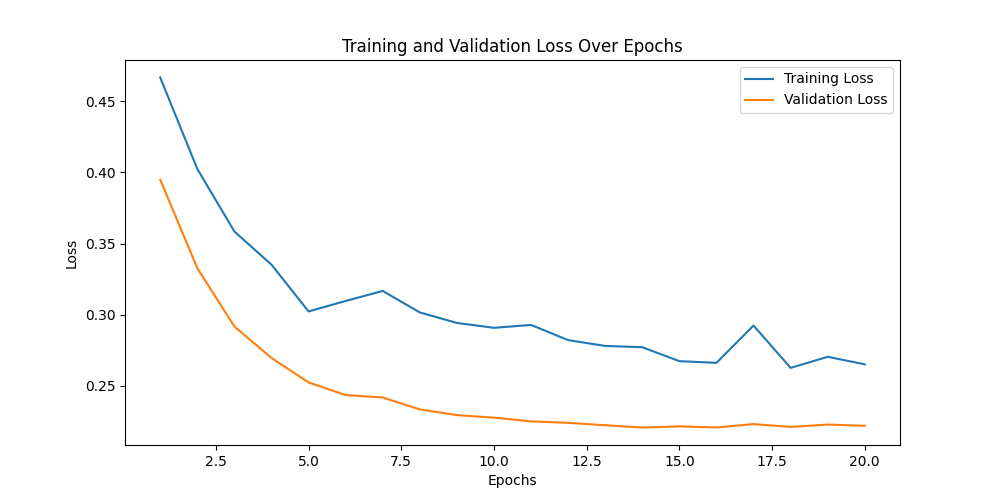 Training and Validation Loss Over Epochs
Training Loss
Validation Loss
0.45
0.40
0.35
0.30
0.25
Loss
2.5 5.0 7.5 10.0 12.5 15.0 17.5 20.0
Epochs